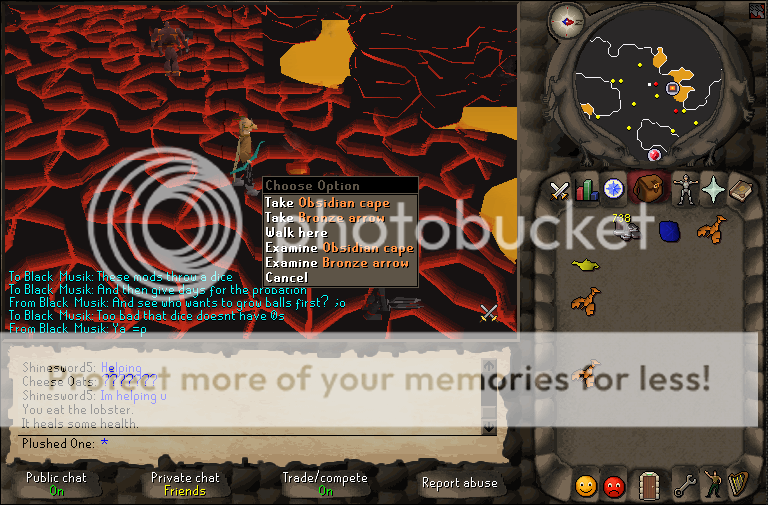 N
Choose Option
Take Obsidian cape
Take Bronze arrow
Walk here
Examine Obsidian cape
Examine Bronze arrow
Cancel
738
photobucket
To Black Musik: These mods throw a dice
To Black Musik: And then give days for the probation
From Black Musik: And see who wants to grow balls first? ;o
To Black Musik: Too bad that dice doesnt have 0s
From Black Musik: Ya =p
Protect more of your memories for less!
Shinesword5: Helping
Cheese Oats:
Shinesword5: Im helping u
You eat the lobster.
It heals some health.
Plushed One: *
Public chat
On
Private chat
Friends
Trade/compete
On
Report abuse